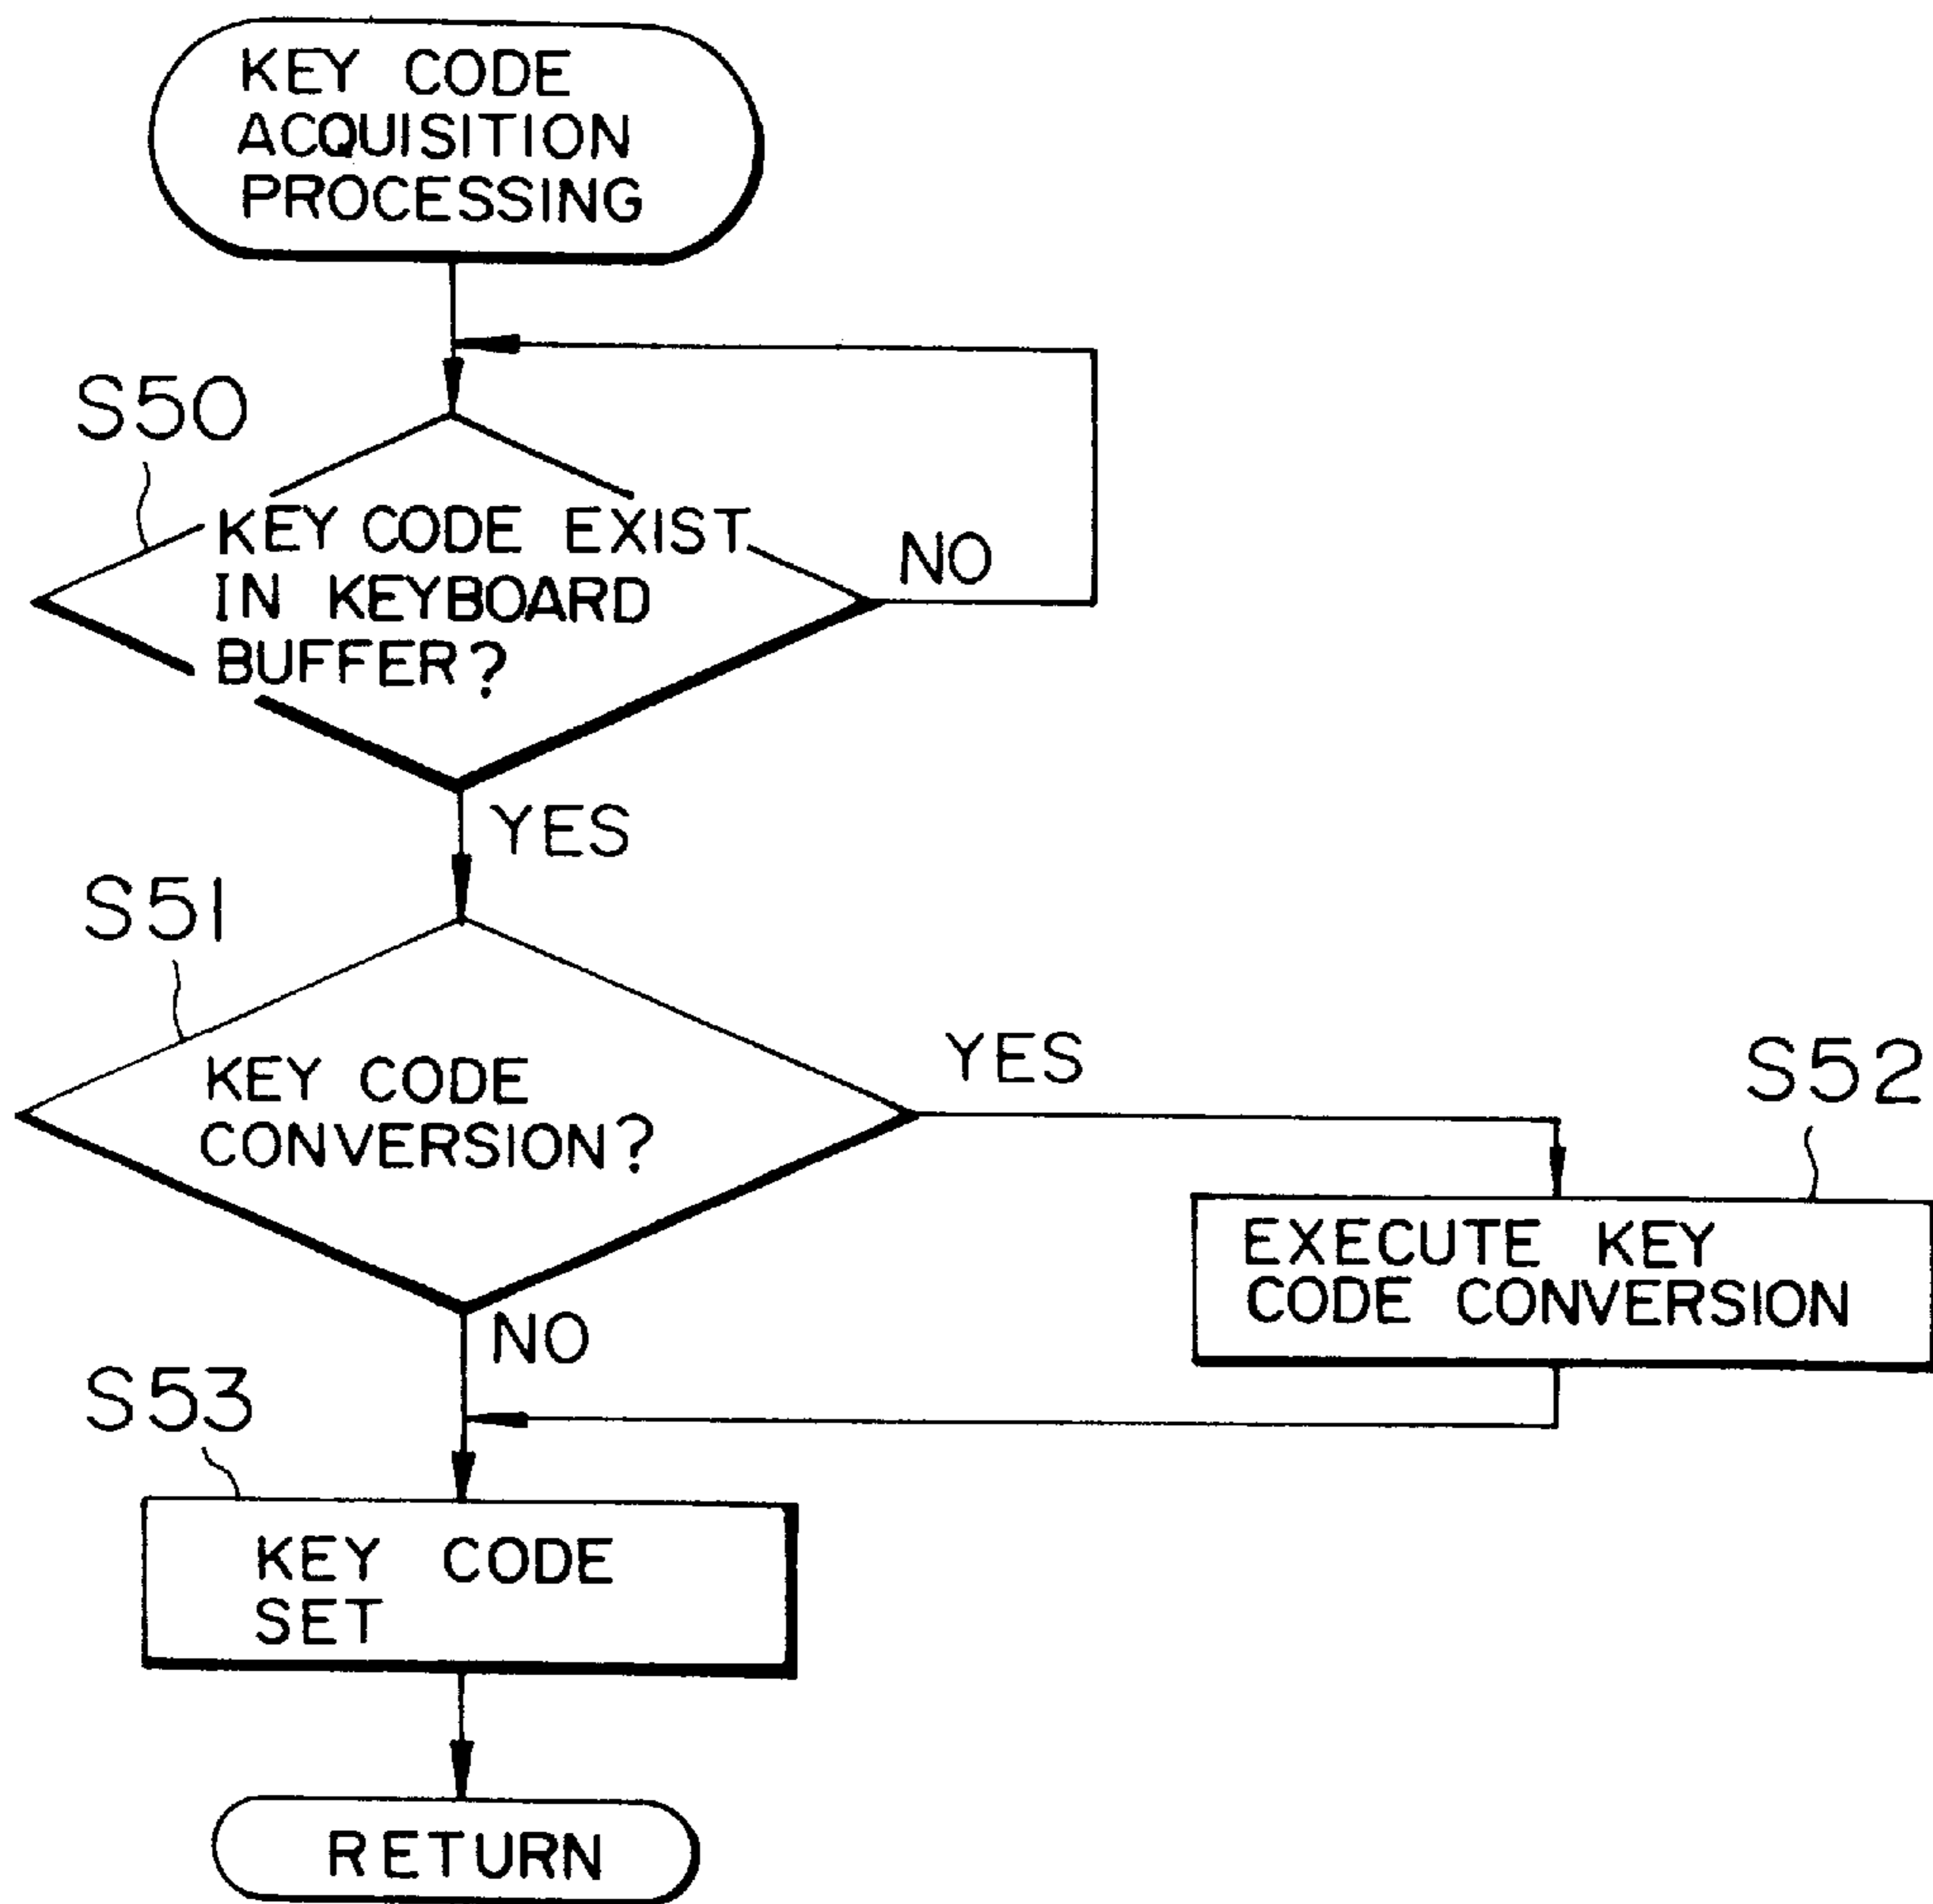 KEY CODE
ACQUISITION
PROCESSING
S50
KEY CODE EXIST
IN KEYBOARD
BUFFER?
NO
YES
S51
KEY CODE
CONVERSION?
YES
S52
EXECUTE KEY
CODE CONVERSION
NO
S53
KEY CODE
SET
RETURN